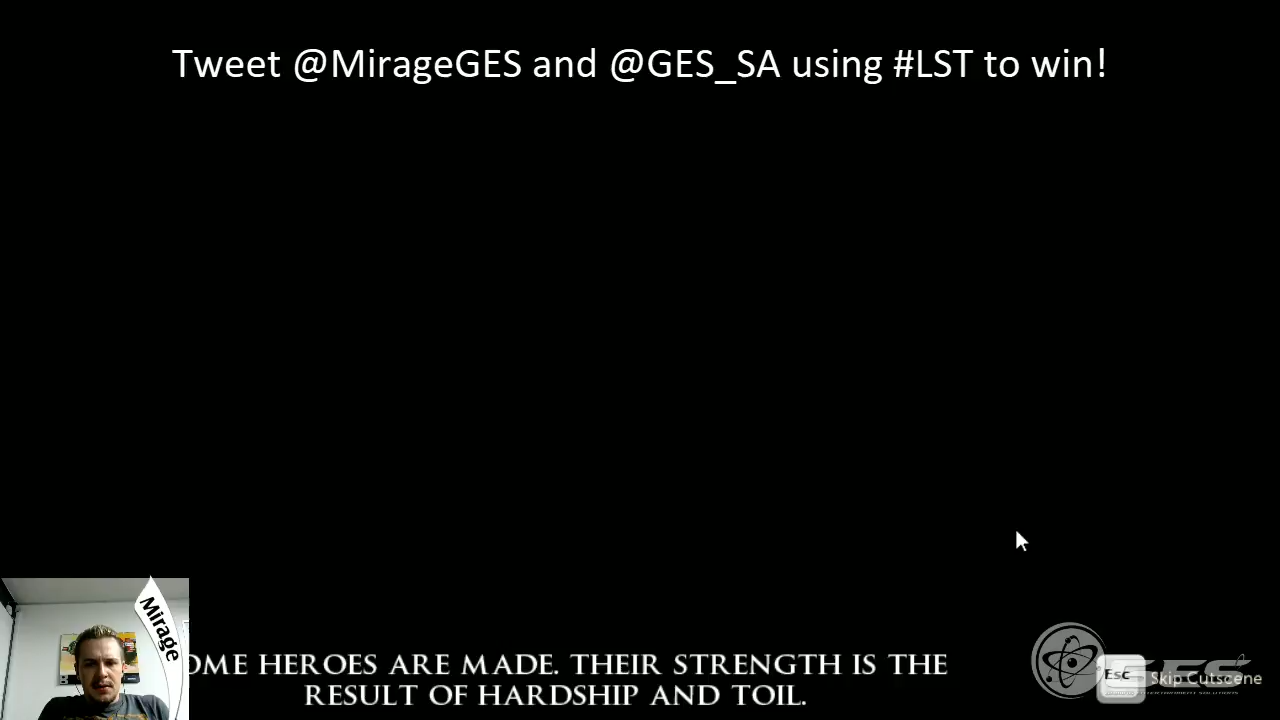 Tweet @MirageGES and @GES_SA using #LST to win!
Mirage
OME HEROES ARE MADE. THEIR STRENGTH IS THE
RESULT OF HARDSHIP AND TOIL.
GES
ESC Skip Cutscene